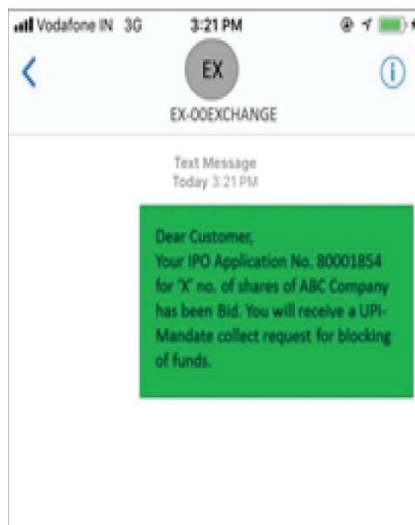 Vodafone IN 3G 3:21 PM
EX
EX-00EXCHANGE
Text Message
Today 3:21 PM
Dear Customer,
Your IPO Application No. 80001854
for 'X' no. of shares of ABC Company
has been Bid. You will receive a UPI-
Mandate collect request for blocking
of funds.